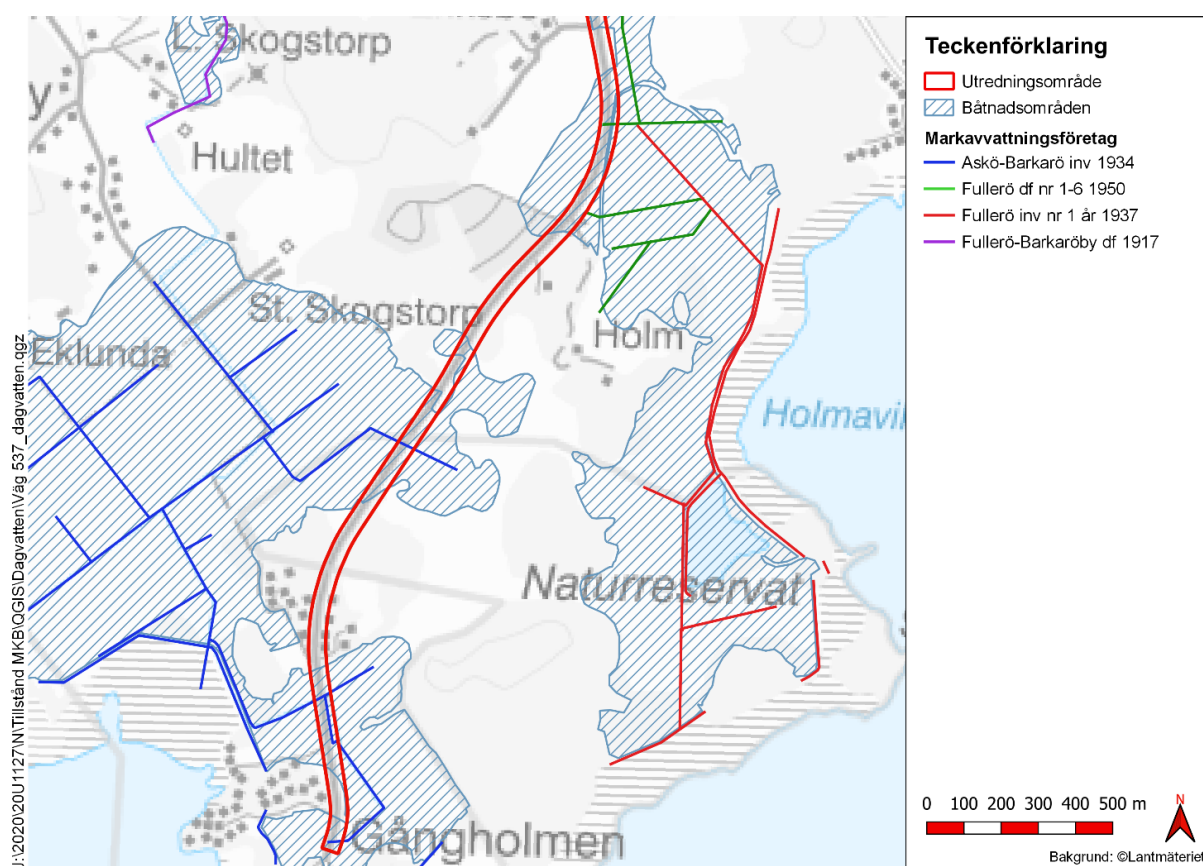 L. Skogstorp
Hultet
St. Skogstorp
Eklunda
Holm
Naturreservat
Gångholmen
J:\2020\20U1127\N\Tillstånd MKB\QGIS\Dagvatten\Väg 537_dagvatten.qgz
Teckenförklaring
Utredningsområde
Båtnadsområden
Markavvattningsföretag
Askö-Barkarö inv 1934
Fullerö df nr 1-6 1950
Fullerö inv nr 1 år 1937
Fullerö-Barkaröby df 1917
0 100 200 300 400 500 m
N
Bakgrund: ©Lantmäteriet